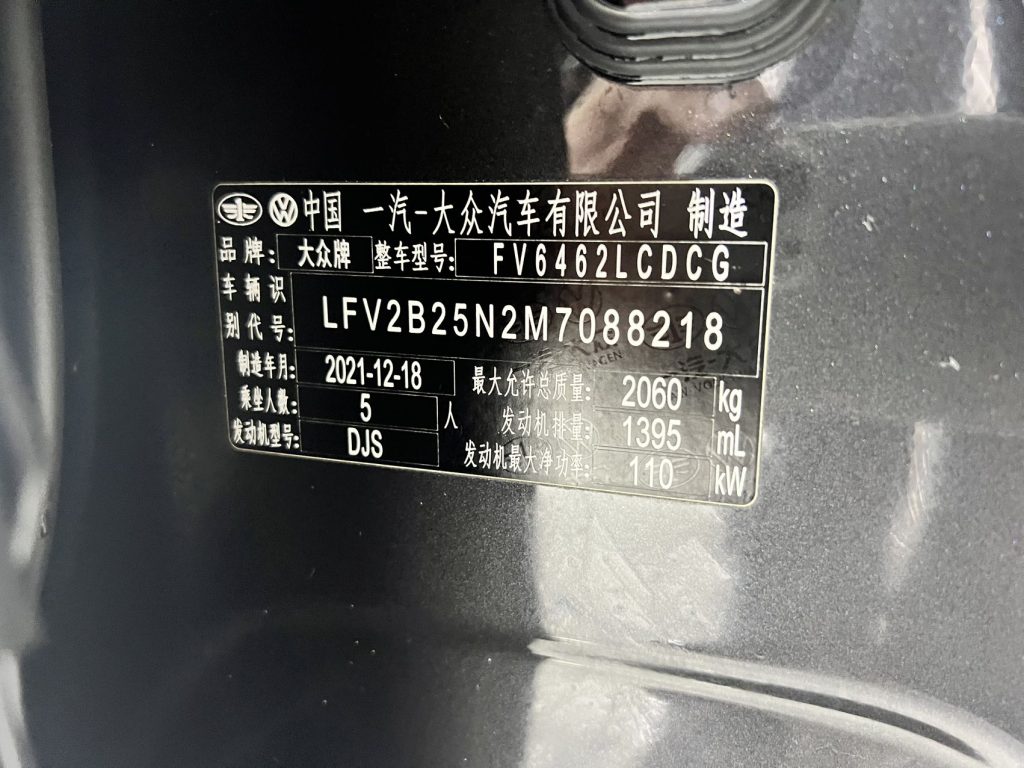 中国 一汽-大众汽车有限公司 制造
品牌: 大众牌 整车型号: FV6462LCDCG
车辆识别代号: LFV2B25N2M7088218
制造年月: 2021-12-18 最大允许总质量: 2060 kg
乘坐人数: 5 人 发动机排量: 1395 mL
发动机型号: DJS 发动机最大净功率: 110 kW